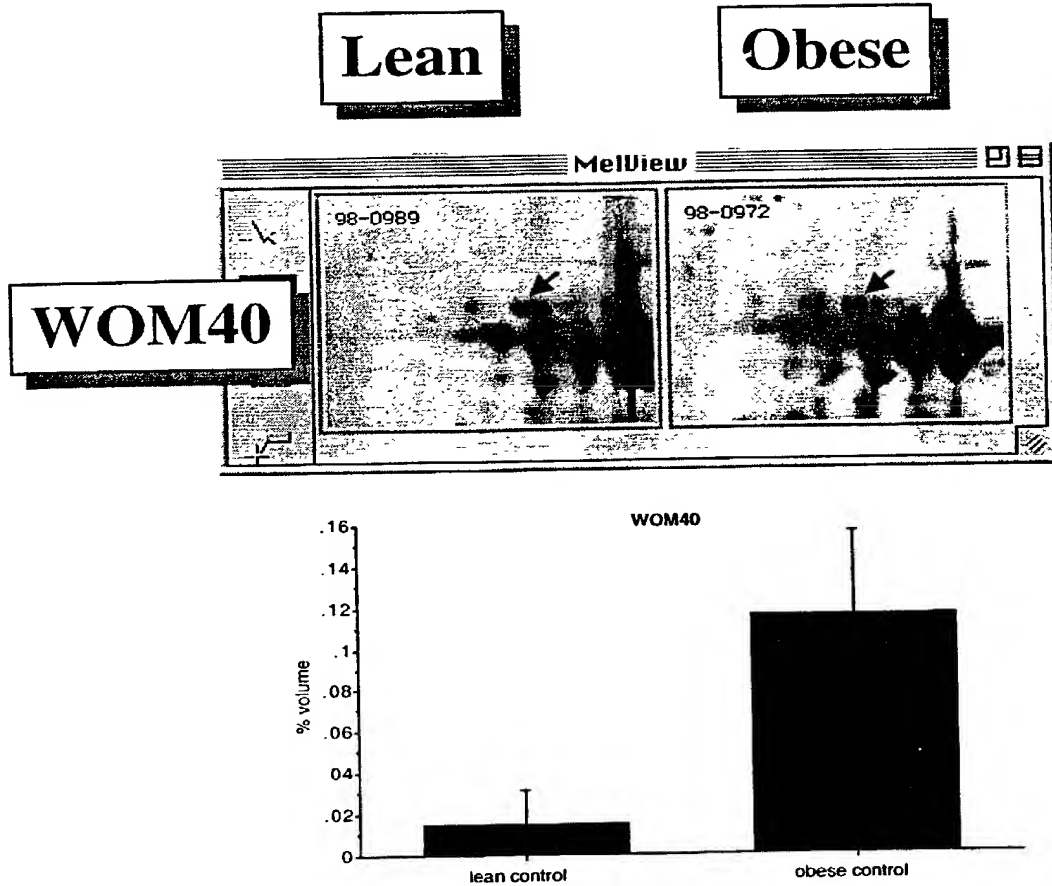 Lean
Obese
MelView
98-0989
98-0972
WOM40
WOM40
.16
.14
.12
.1
.08
.06
04
.02
0
% volume
lean control
obese control